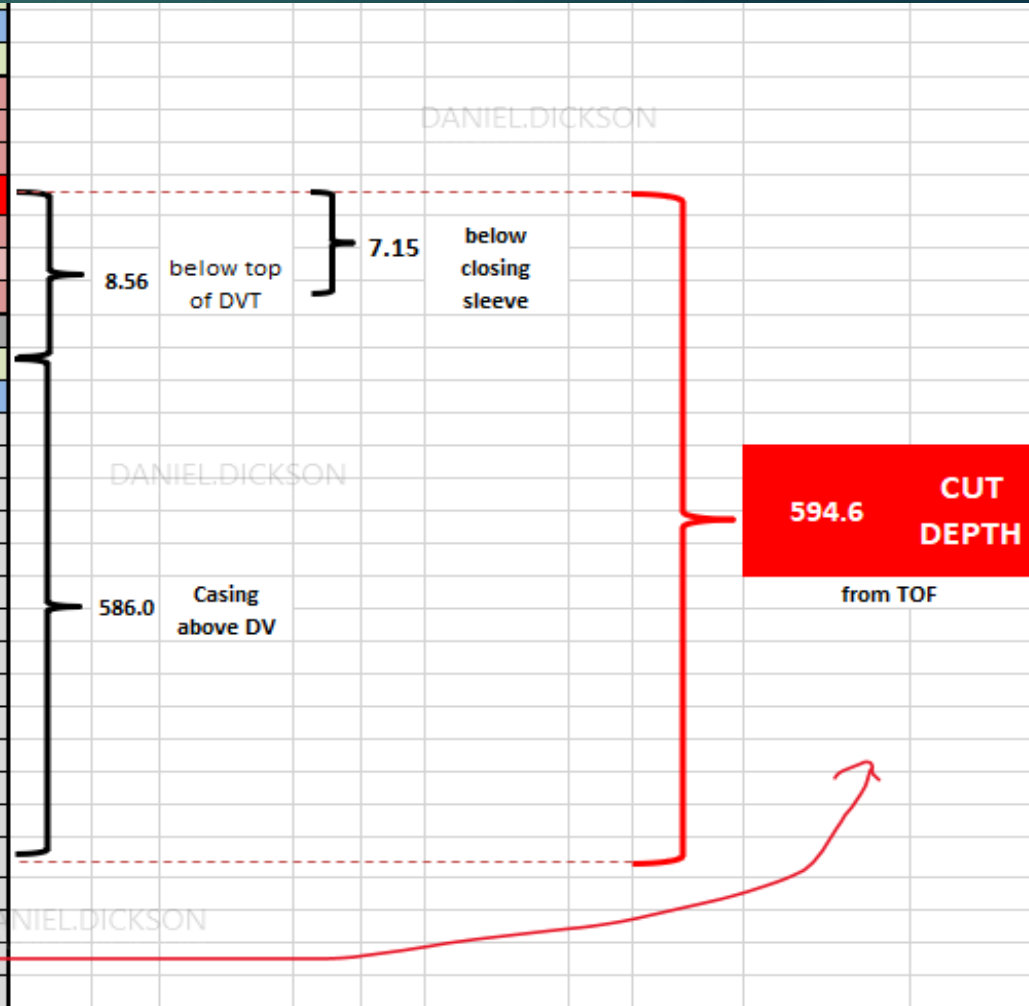 DANIEL.DICKSON
7.15
below
closing
sleeve
8.56
below top
of DVT
DANIEL.DICKSON
594.6
CUT
DEPTH
from TOF
586.0
Casing
above DV
ANIEL.DICKSON